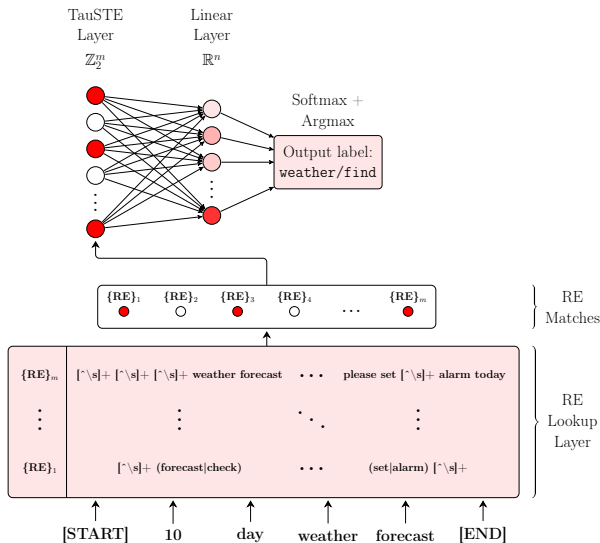 TauSTE
Layer
ℤ₂ᵐ
Linear
Layer
ℝⁿ
Softmax +
Argmax
Output label:
weather/find
{RE}₁ {RE}₂ {RE}₃ {RE}₄ ··· {RE}ₘ
RE
Matches
{RE}ₘ [^\s]+ [^\s]+ [^\s]+ weather forecast ··· please set [^\s]+ alarm today
{RE}₁ [^\s]+ (forecast|check) ··· (set|alarm) [^\s]+
RE
Lookup
Layer
[START] 10 day weather forecast [END]